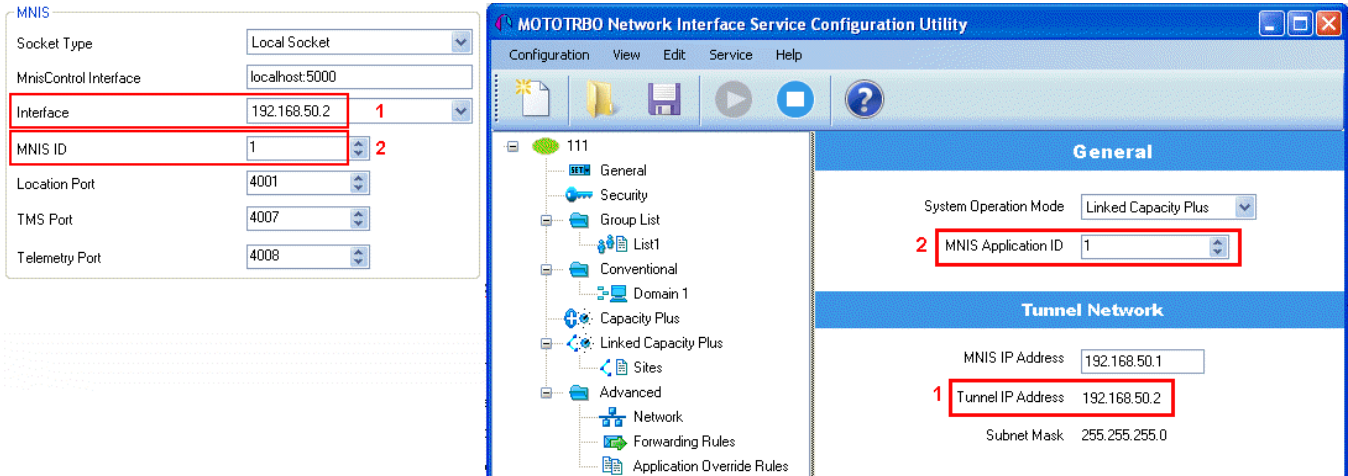 MNIS
Socket Type Local Socket
MnisControl Interface localhost:5000
Interface 192.168.50.2 1
MNIS ID 1 2
Location Port 4001
TMS Port 4007
Telemetry Port 4008
MOTOTRBO Network Interface Service Configuration Utility
Configuration View Edit Service Help
111
General
Security
Group List
List1
Conventional
Domain 1
Capacity Plus
Linked Capacity Plus
Sites
Advanced
Network
Forwarding Rules
Application Override Rules
General
System Operation Mode Linked Capacity Plus
2 MNIS Application ID 1
Tunnel Network
MNIS IP Address 192.168.50.1
1 Tunnel IP Address 192.168.50.2
Subnet Mask 255.255.255.0